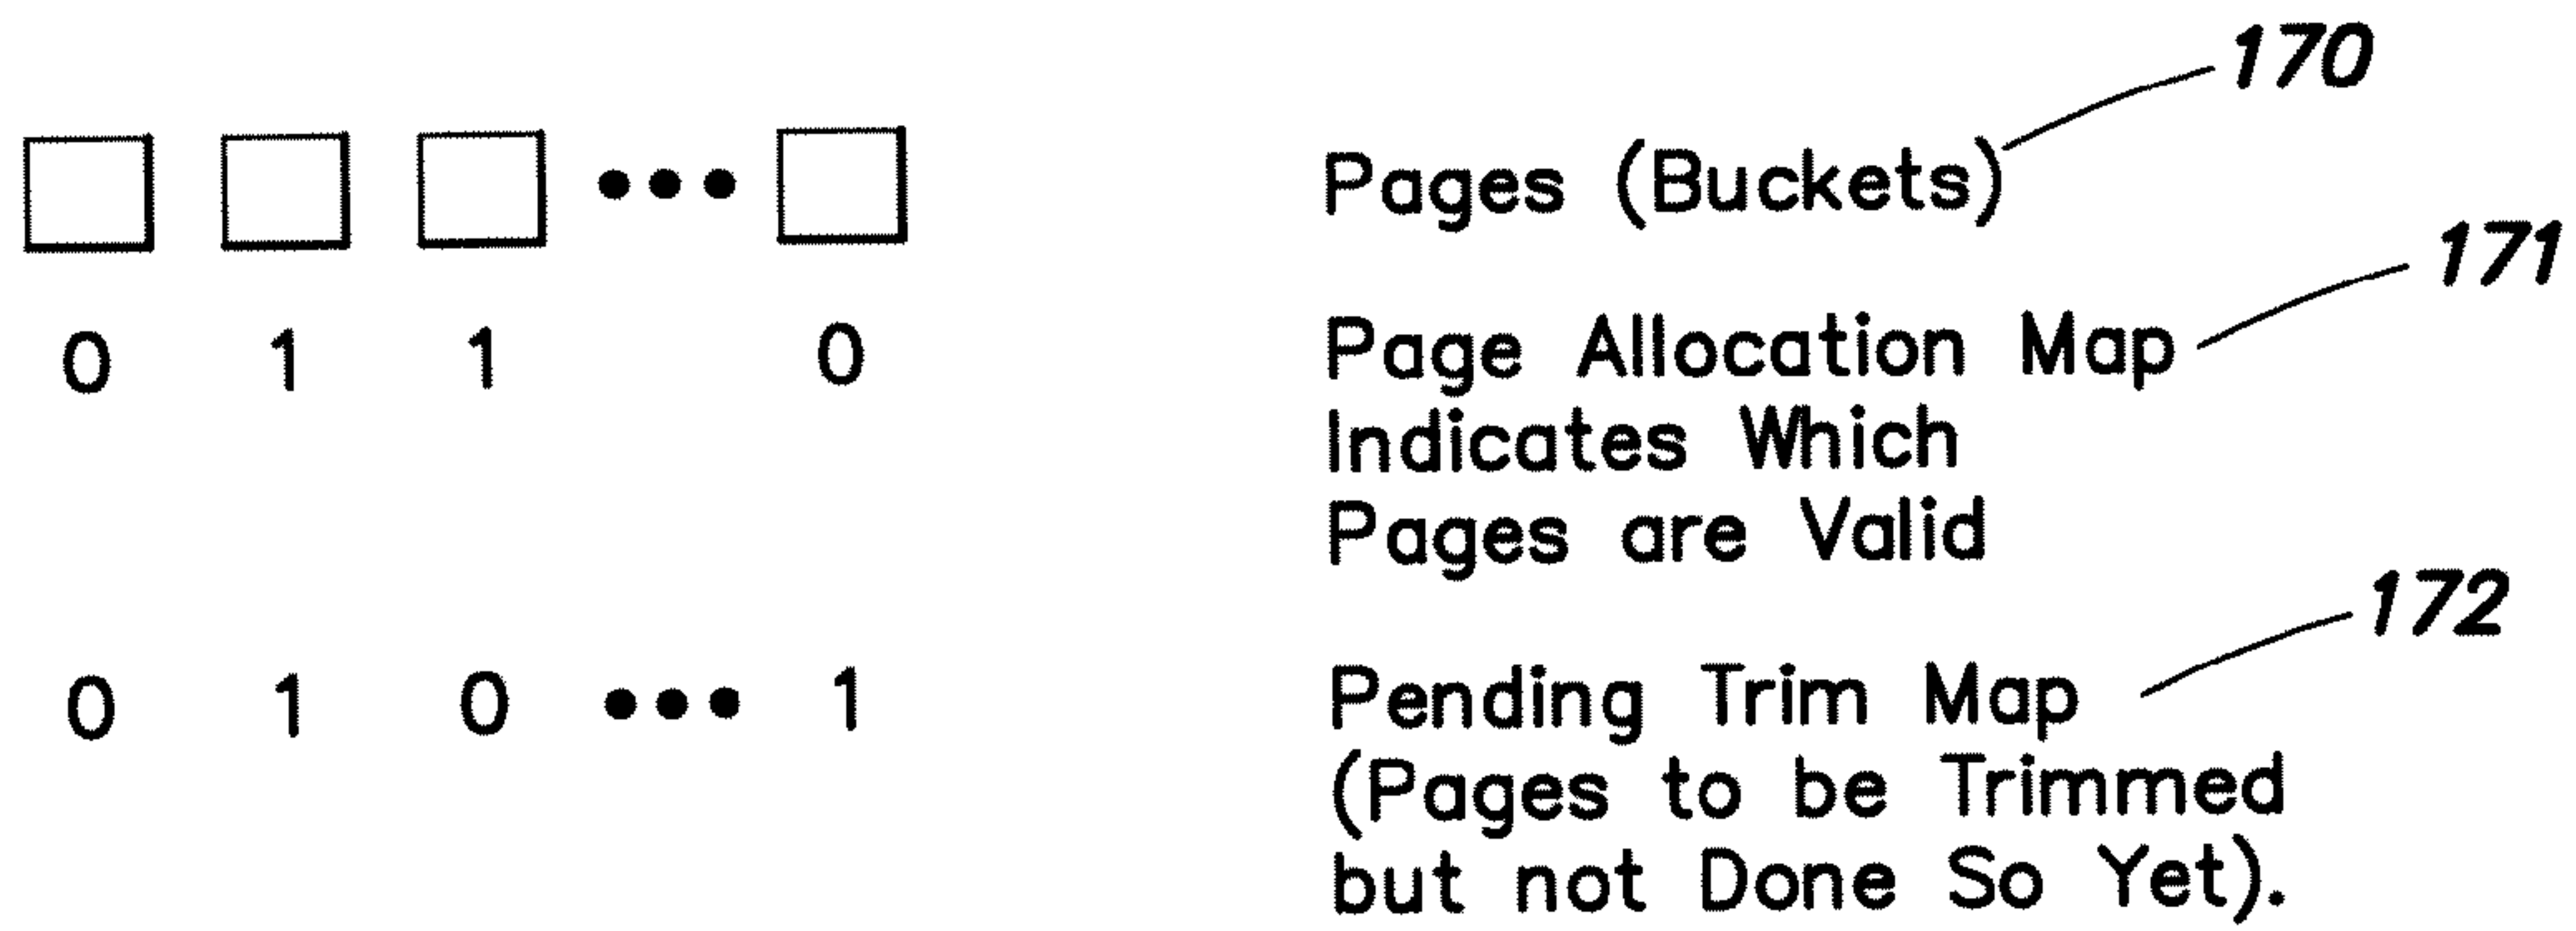 170
Pages (Buckets)
171
0 1 1 0
Page Allocation Map
Indicates Which
Pages are Valid
172
0 1 0 ••• 1
Pending Trim Map
(Pages to be Trimmed
but not Done So Yet).